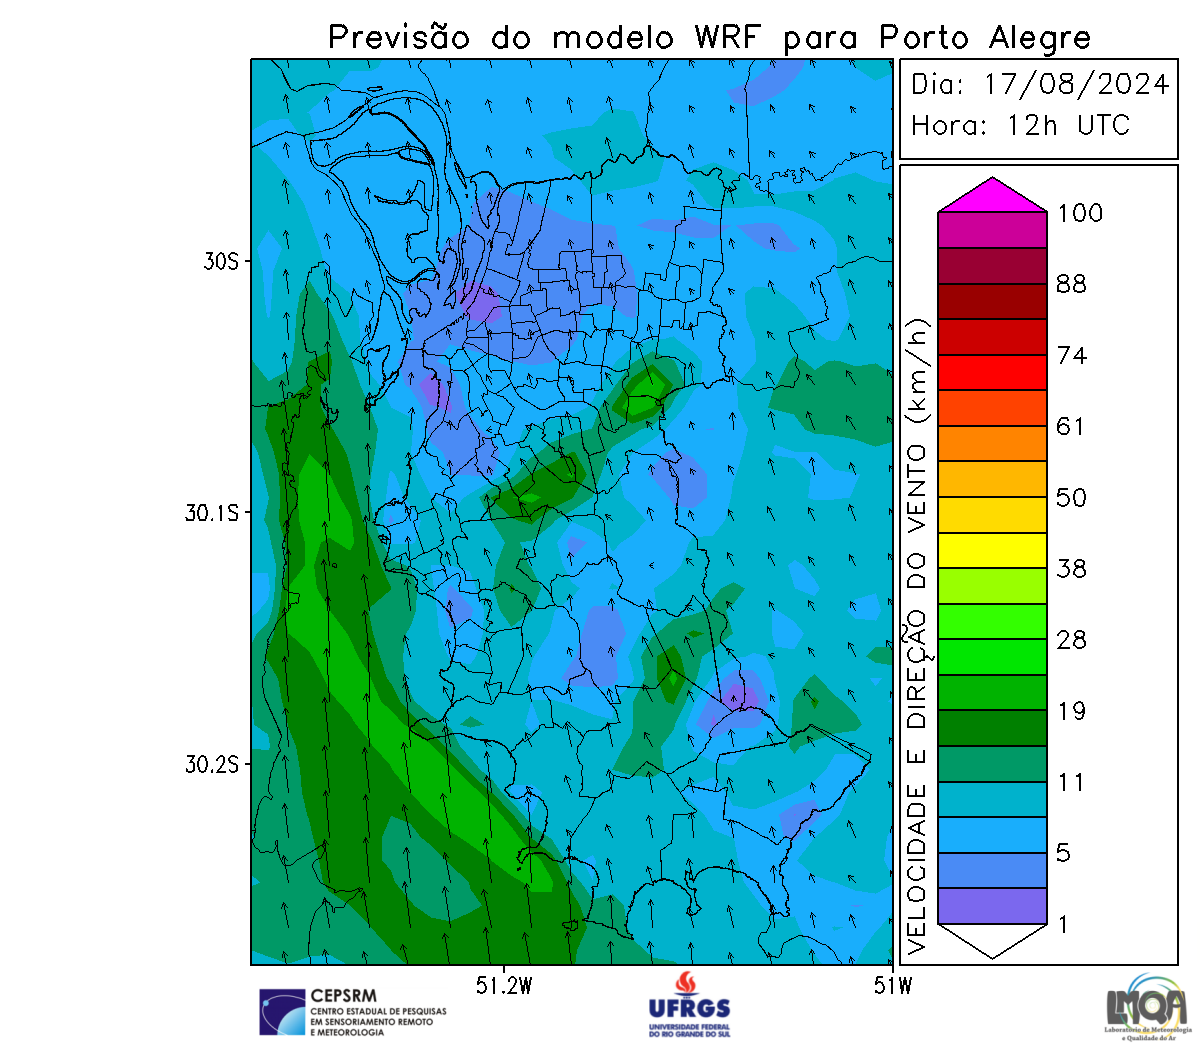 Previsão do modelo WRF para Porto Alegre
Dia: 17/08/2024
Hora: 12h UTC
100
88
74
61
50
38
28
19
11
5
1
VELOCIDADE E DIREÇÃO DO VENTO (km/h)
30S
30.1S
30.2S
51.2W
51W
CEPSRM
CENTRO ESTADUAL DE PESQUISAS
EM SENSORIAMENTO REMOTO
E METEOROLOGIA
UFRGS
UNIVERSIDADE FEDERAL
DO RIO GRANDE DO SUL
LMQA
Laboratório de Meteorologia
e Qualidade do Ar